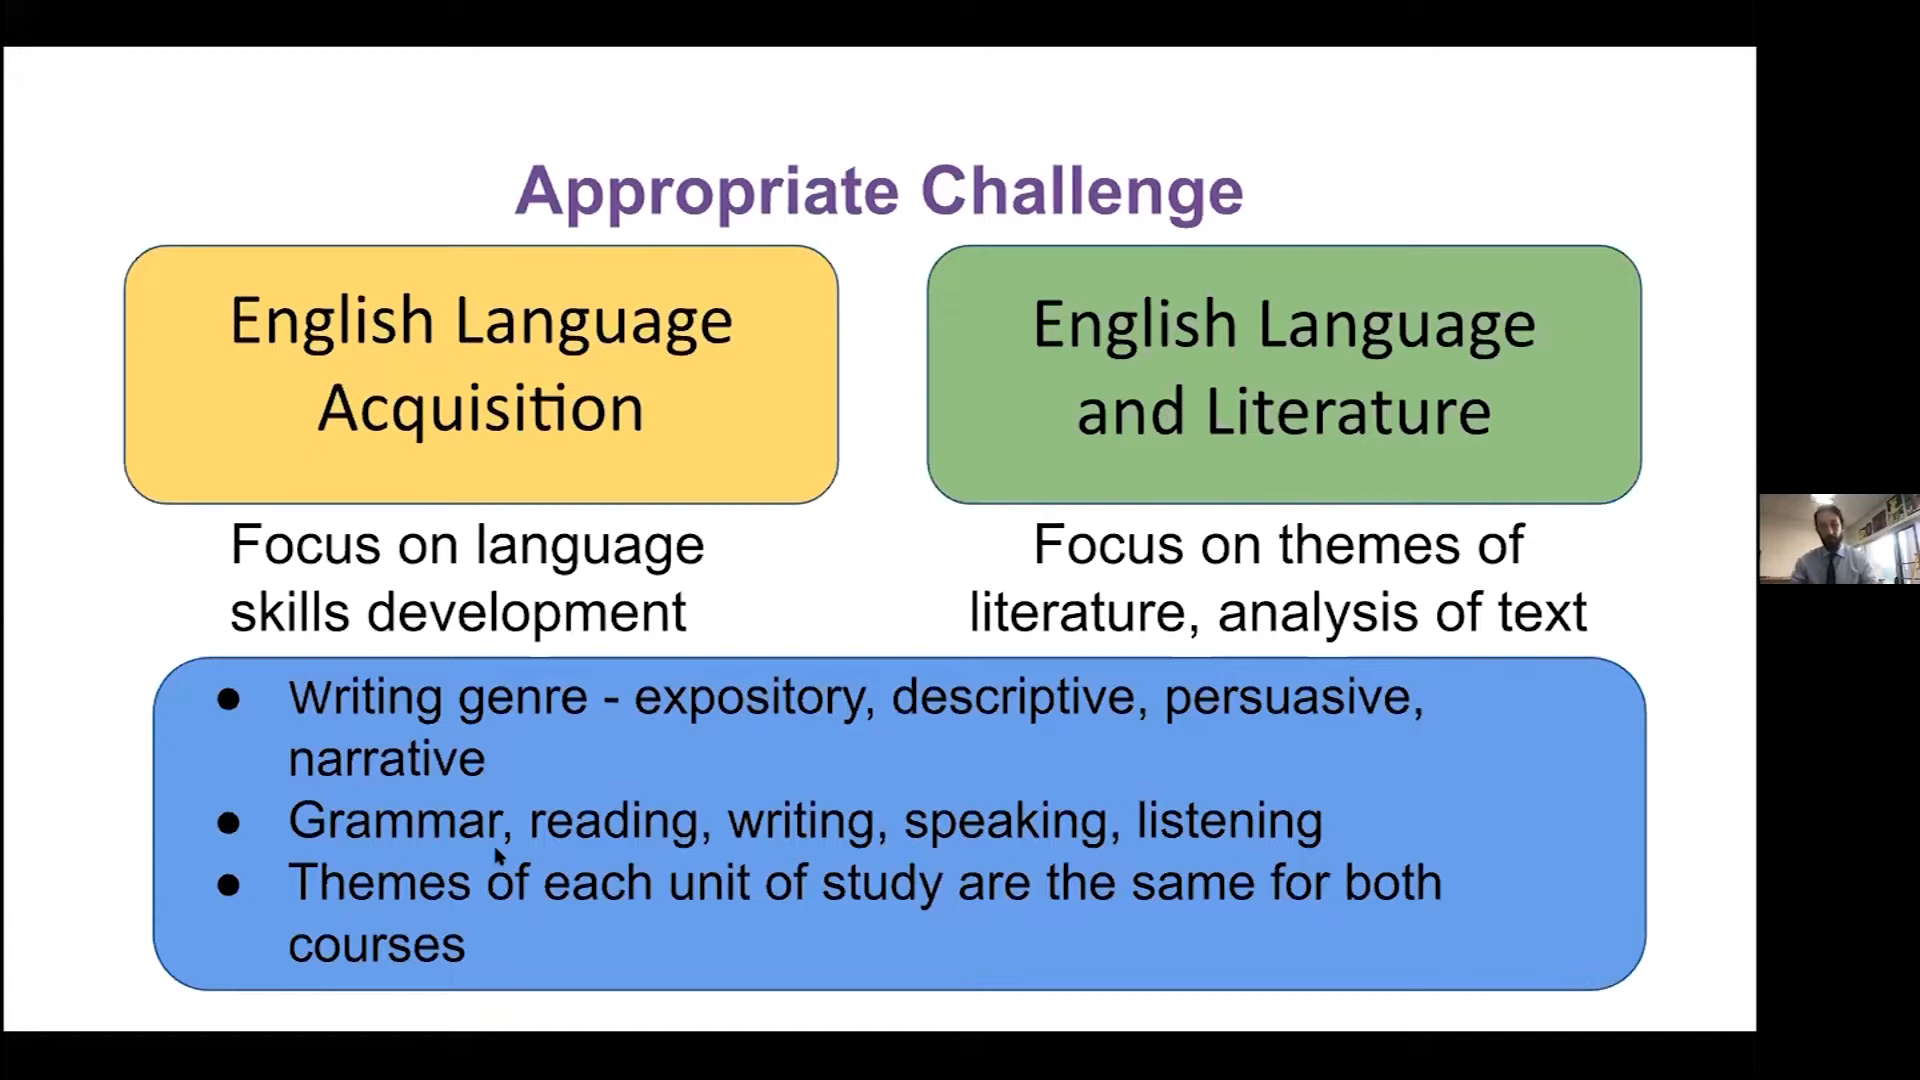 Appropriate Challenge
English Language
Acquisition
English Language
and Literature
Focus on language
skills development
Focus on themes of
literature, analysis of text
● Writing genre - expository, descriptive, persuasive,
narrative
● Grammar, reading, writing, speaking, listening
● Themes of each unit of study are the same for both
courses